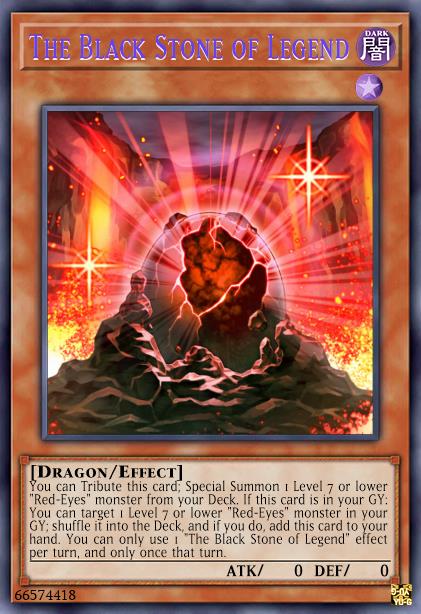 The Black Stone of Legend
DARK
闇
[Dragon/Effect]
You can Tribute this card; Special Summon 1 Level 7 or lower
"Red-Eyes" monster from your Deck. If this card is in your GY:
You can target 1 Level 7 or lower "Red-Eyes" monster in your
GY; shuffle it into the Deck, and if you do, add this card to your
hand. You can only use 1 "The Black Stone of Legend" effect
per turn, and only once that turn.
ATK/ 0 DEF/ 0
66574418